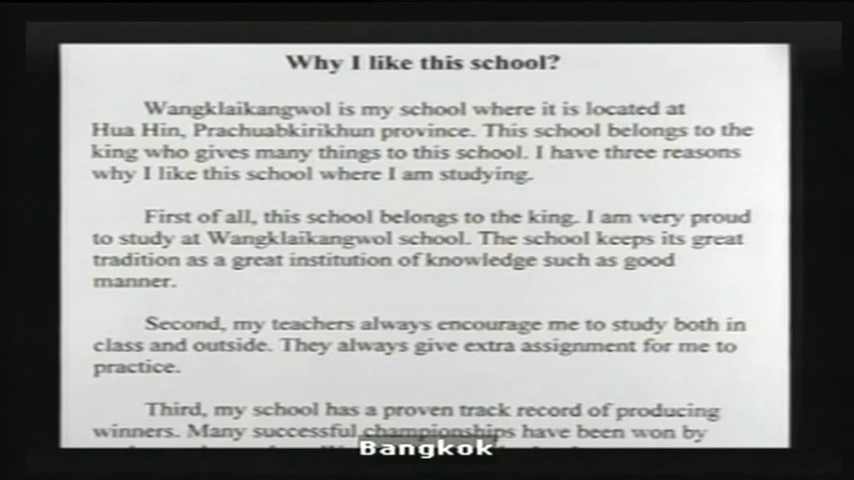 Why I like this school?
Wangklaikangwol is my school where it is located at
Hua Hin, Prachuabkirikhun province. This school belongs to the
king who gives many things to this school. I have three reasons
why I like this school where I am studying.
First of all, this school belongs to the king. I am very proud
to study at Wangklaikangwol school. The school keeps its great
tradition as a great institution of knowledge such as good
manner.
Second, my teachers always encourage me to study both in
class and outside. They always give extra assignment for me to
practice.
Third, my school has a proven track record of producing
winners. Many successful championships have been won by
Bangkok